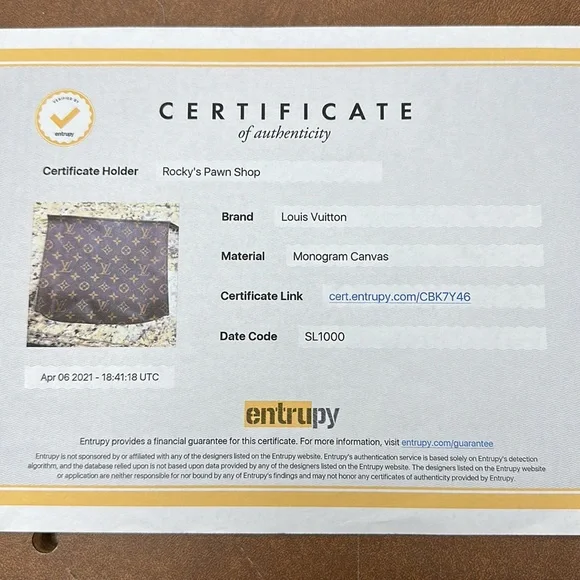 VERIFIED BY
entrupy
CERTIFICATE
of authenticity
Certificate Holder Rocky's Pawn Shop
Brand Louis Vuitton
Material Monogram Canvas
Certificate Link cert.entrupy.com/CBK7Y46
Date Code SL1000
Apr 06 2021 - 18:41:18 UTC
entrupy
Entrupy provides a financial guarantee for this certificate. For more information, visit entrupy.com/guarantee
Entrupy is not sponsored by or affiliated with any of the designers listed on the Entrupy website. Entrupy's authentication service is based solely on Entrupy's detection
algorithm, and the database relied upon is not based upon data provided by any of the designers listed on the Entrupy website. The designers listed on the Entrupy website
or application are neither responsible for nor bound by any of Entrupy's findings and may not honor any certificates of authenticity provided by Entrupy.